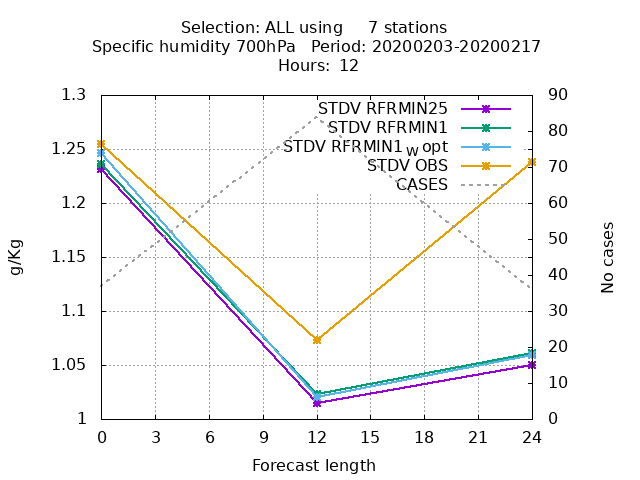 Selection: ALL using 7 stations
Specific humidity 700hPa Period: 20200203-20200217
Hours: 12
1.3
1.25
1.2
1.15
1.1
1.05
1
g/Kg
90
80
70
60
50
40
30
20
10
0
No cases
STDV RFRMIN25
STDV RFRMIN1
STDV RFRMIN1 w opt
STDV OBS
CASES
0 3 6 9 12 15 18 21 24
Forecast length